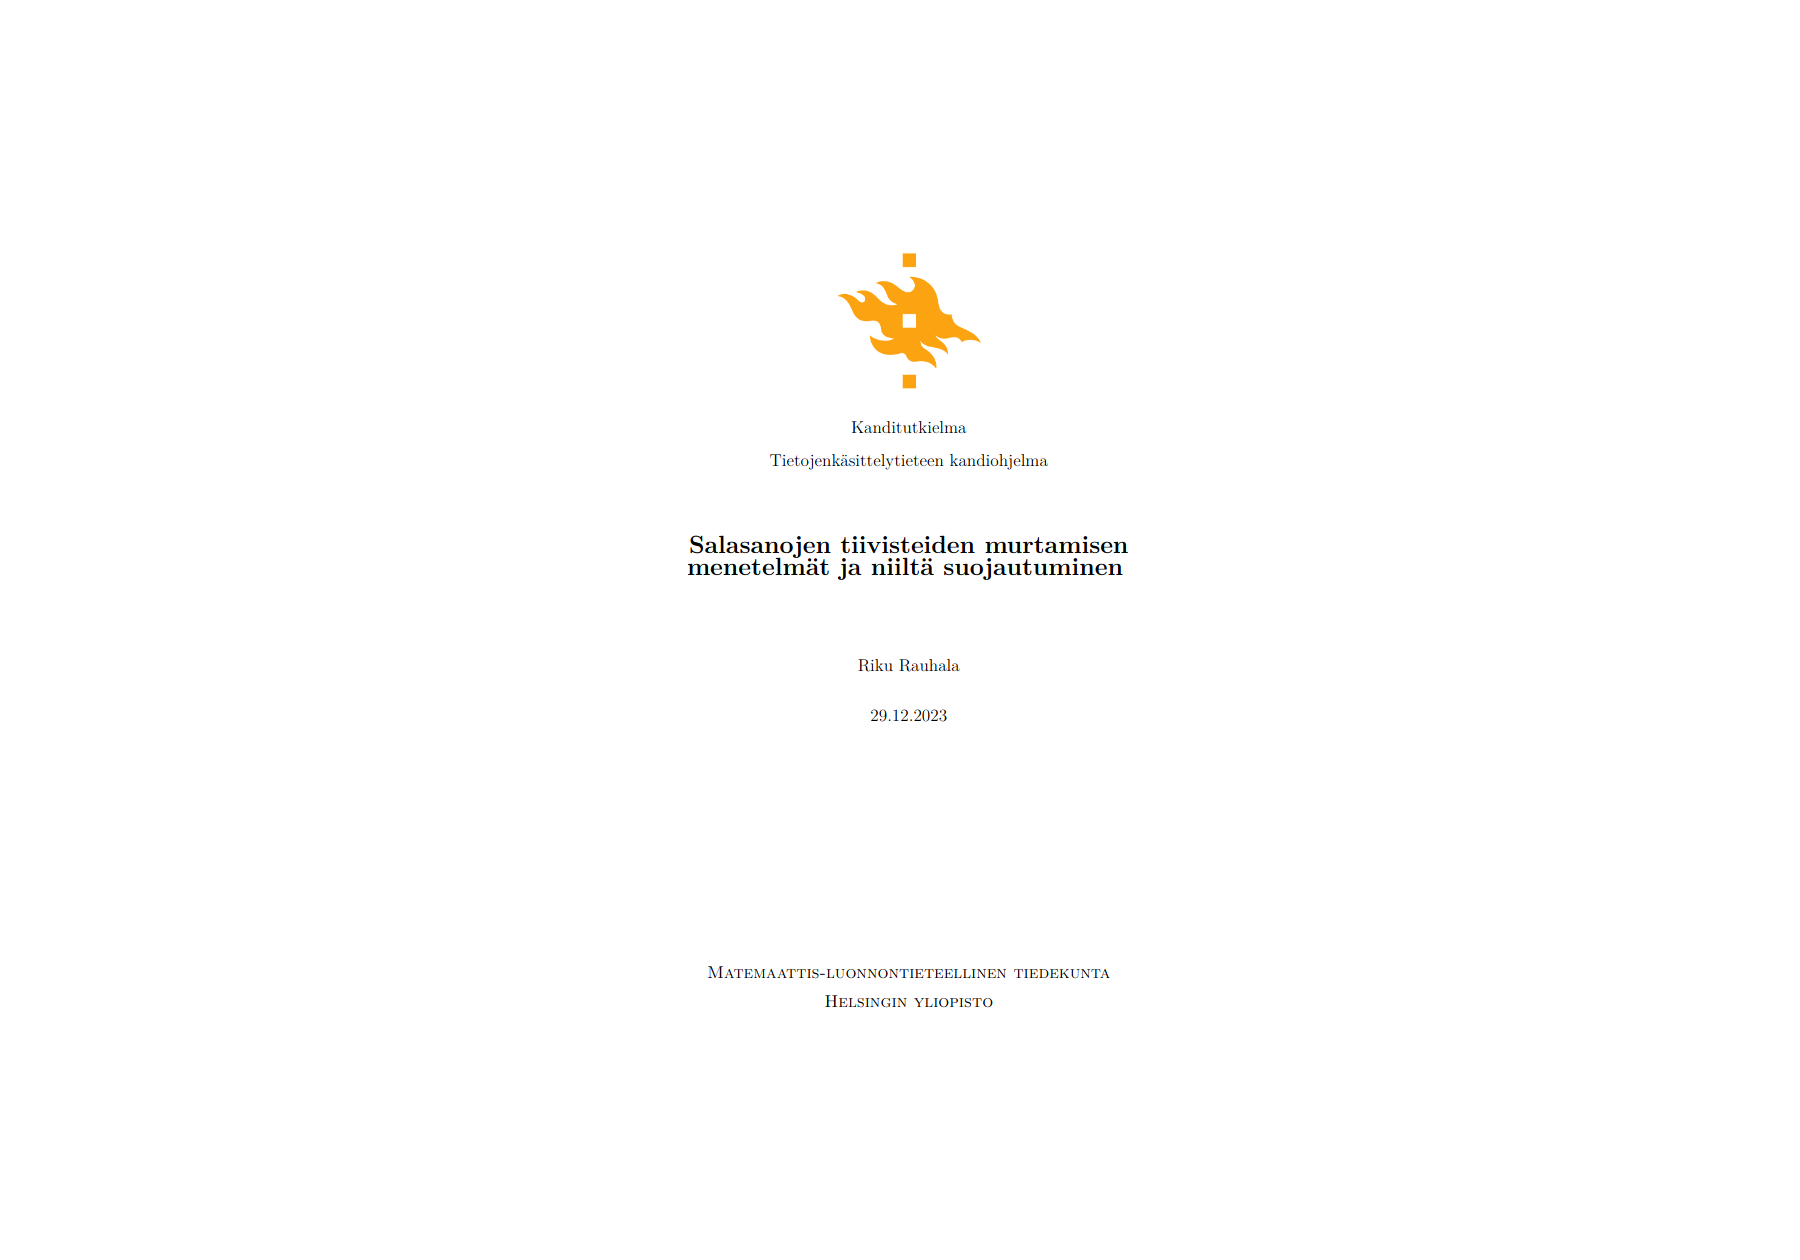 Kanditutkielma
Tietojenkäsittelytieteen kandiohjelma
Salasanojen tiivisteiden murtamisen
menetelmät ja niiltä suojautuminen
Riku Rauhala
29.12.2023
Matemaattis-luonnontieteellinen tiedekunta
Helsingin yliopisto